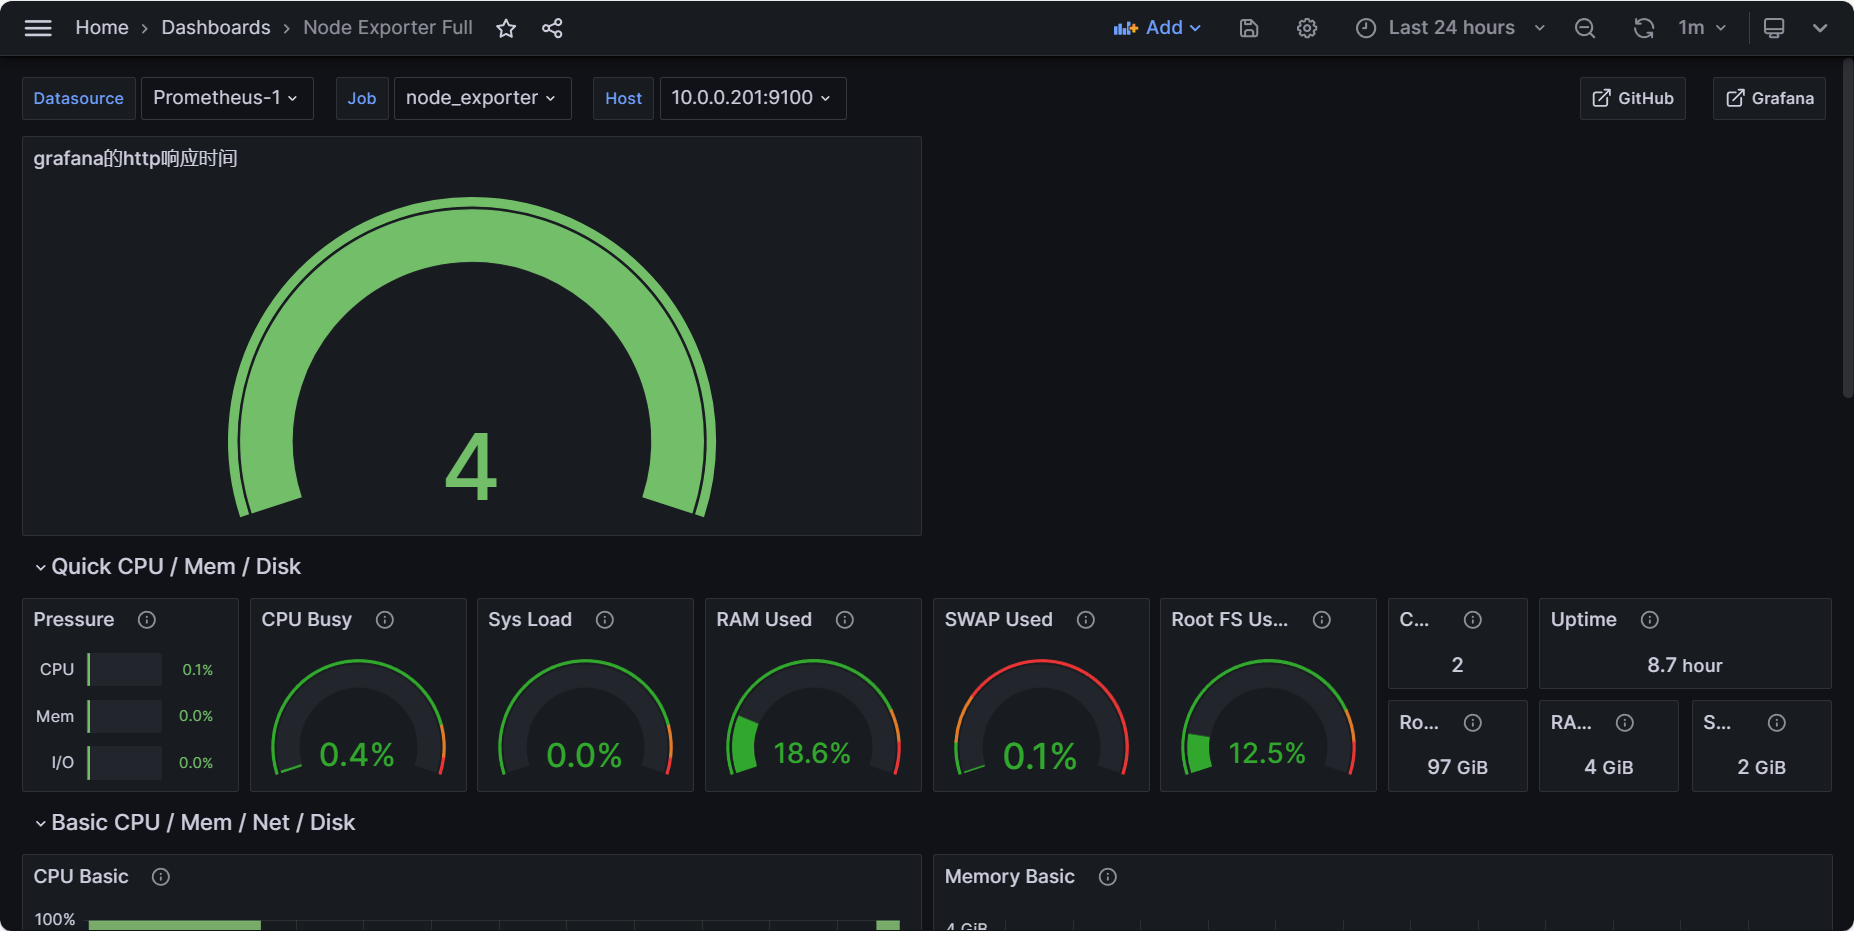 Home › Dashboards › Node Exporter Full
Add
Last 24 hours
1m
Datasource
Prometheus-1
Job
node_exporter
Host
10.0.0.201:9100
GitHub
Grafana
grafana的http响应时间
4
Quick CPU / Mem / Disk
Pressure
CPU
0.1%
Mem
0.0%
I/O
0.0%
CPU Busy
0.4%
Sys Load
0.0%
RAM Used
18.6%
SWAP Used
0.1%
Root FS Us...
12.5%
C...
2
Uptime
8.7 hour
Ro...
97 GiB
RA...
4 GiB
S...
2 GiB
Basic CPU / Mem / Net / Disk
CPU Basic
100%
Memory Basic
4 GiB